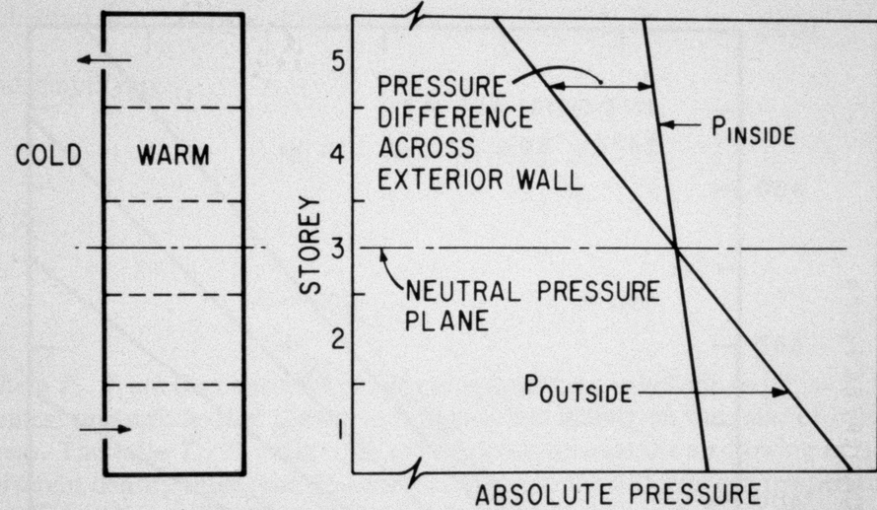 COLD
WARM
STOREY
5
4
3
2
1
PRESSURE
DIFFERENCE
ACROSS
EXTERIOR WALL
PINSIDE
NEUTRAL PRESSURE
PLANE
POUTSIDE
ABSOLUTE PRESSURE